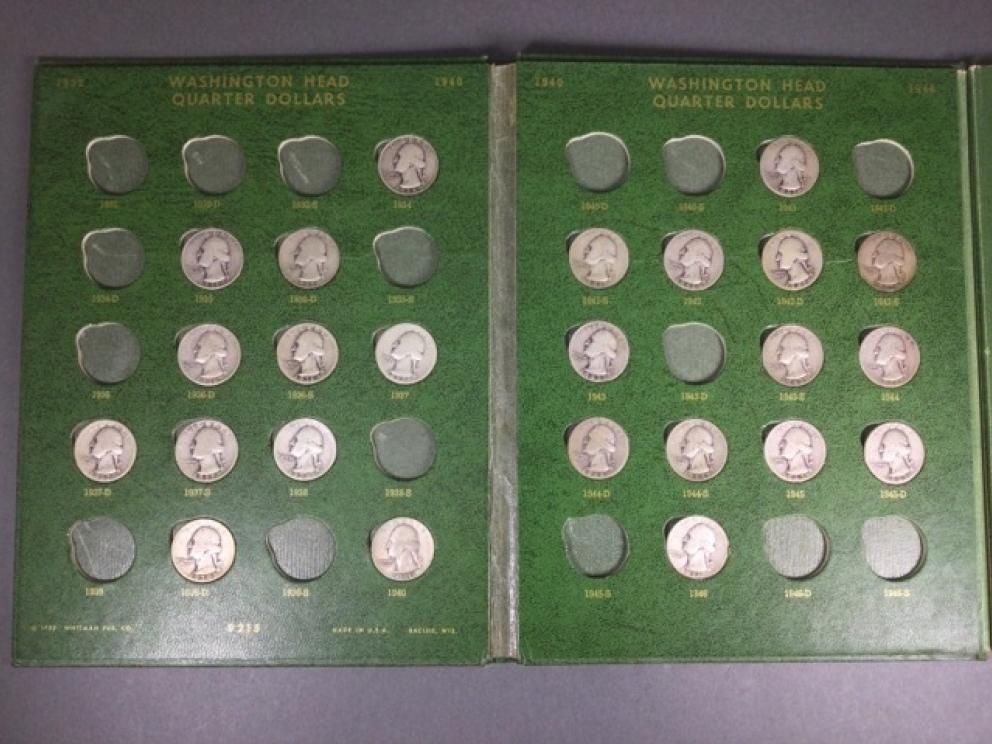 1932 WASHINGTON HEAD 1940
QUARTER DOLLARS
1932 1932-D 1932-S 1934
1934-D 1935 1935-D 1935-S
1936 1936-D 1936-S 1937
1937-D 1937-S 1938 1938-S
1939 1939-D 1939-S 1940
© WHITMAN PUB. CO. 9215 MADE IN U.S.A. RACINE, WIS.
1940 WASHINGTON HEAD 1946
QUARTER DOLLARS
1940-D 1940-S 1941 1941-D
1941-S 1942 1942-D 1942-S
1943 1943-D 1943-S 1944
1944-D 1944-S 1945 1945-D
1945-S 1946 1946-D 1946-S